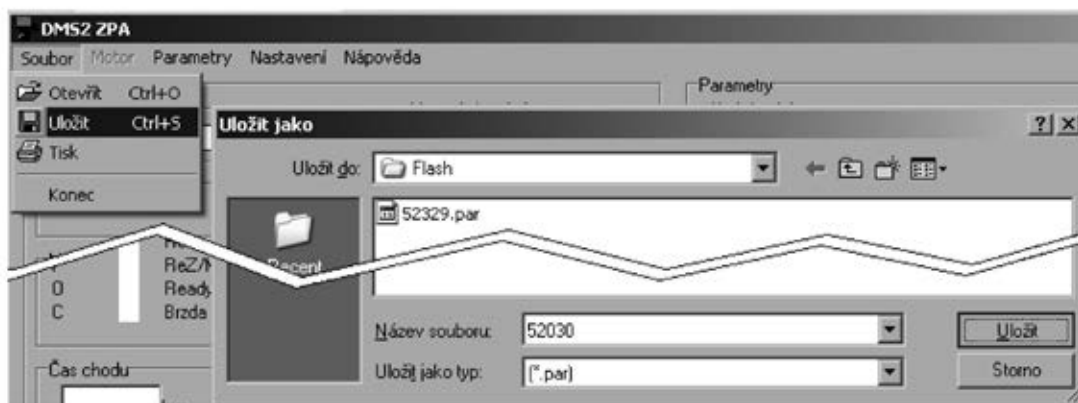 DMS2 ZPA
Soubor Motor Parametry Nastavení Nápověda
Otevřít Ctrl+O
Uložit Ctrl+S
Tisk
Konec
Parametry
Uložit jako
Uložit do: Flash
52329.par
Recent
ReZ/
O Ready
C Brzda
Název souboru: 52030 Uložit
Uložit jako typ: (*.par) Storno
Čas chodu